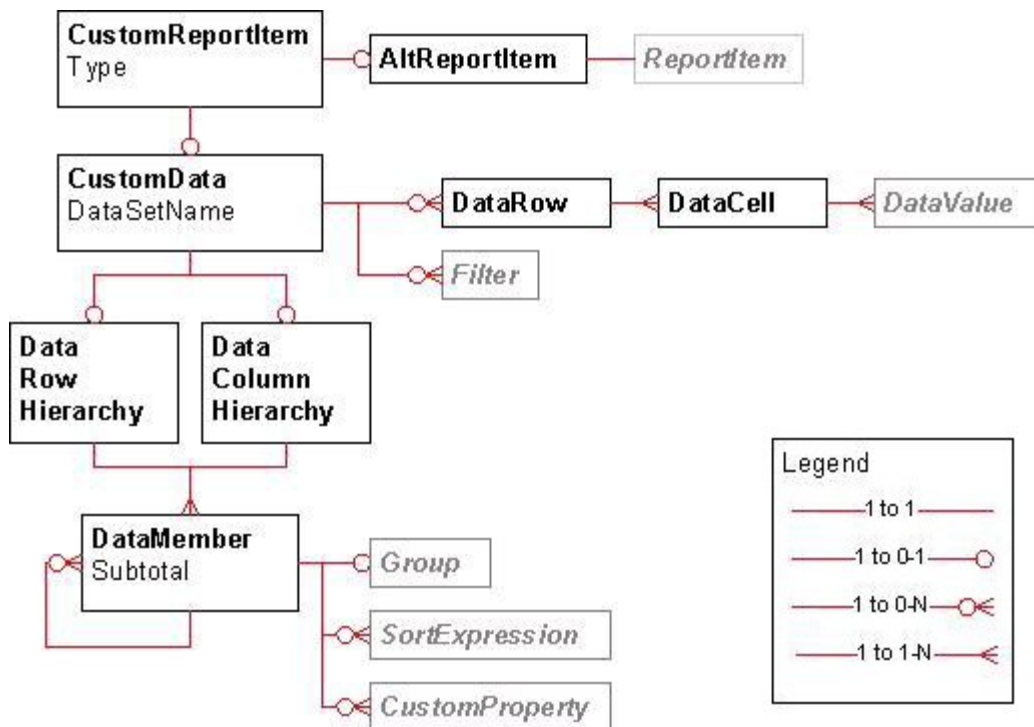 CustomReportItem
Type
AltReportItem
ReportItem
CustomData
DataSetName
DataRow
DataCell
DataValue
Filter
Data
Row
Hierarchy
Data
Column
Hierarchy
DataMember
Subtotal
Group
SortExpression
CustomProperty
Legend
1 to 1
1 to 0-1
1 to 0-N
1 to 1-N